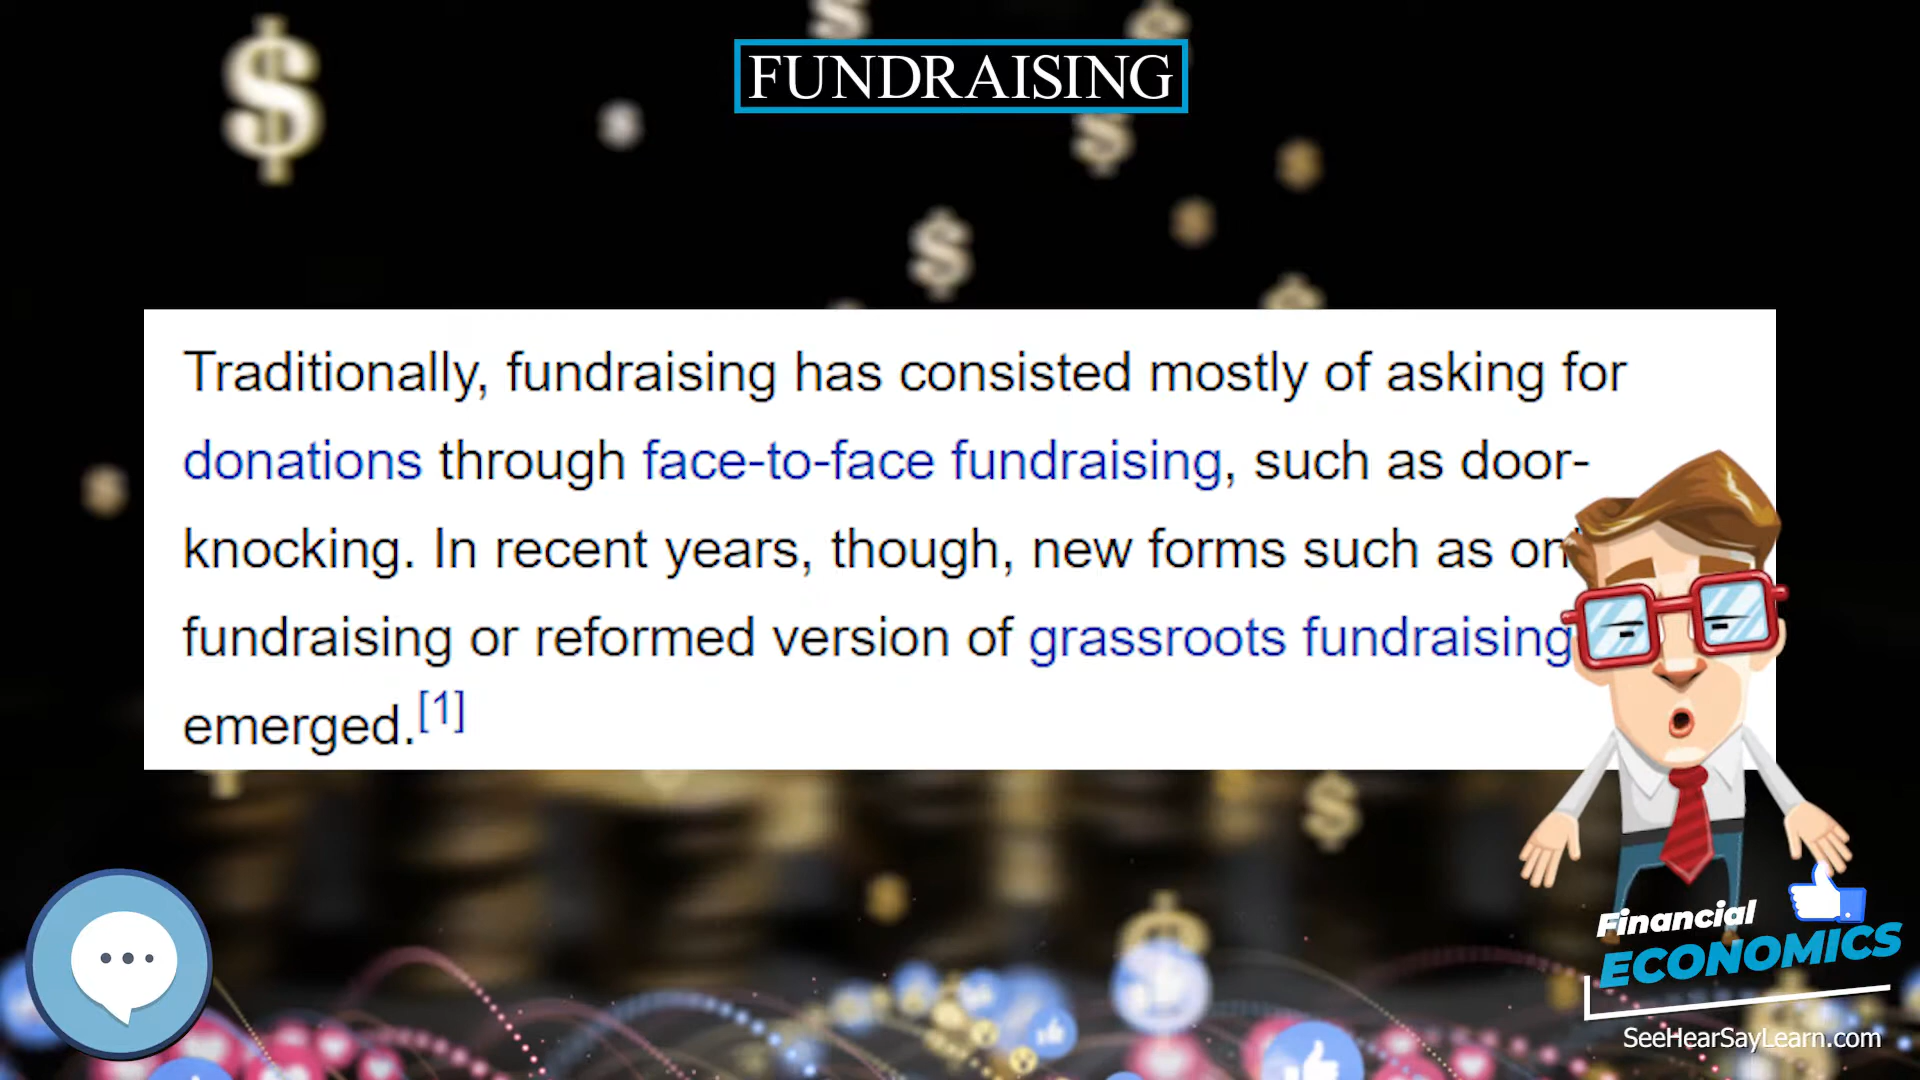 FUNDRAISING
Traditionally, fundraising has consisted mostly of asking for
donations through face-to-face fundraising, such as door-
knocking. In recent years, though, new forms such as
fundraising or reformed version of grassroots fundraising
emerged.[1]
Financial
ECONOMICS
SeeHearSayLearn.com